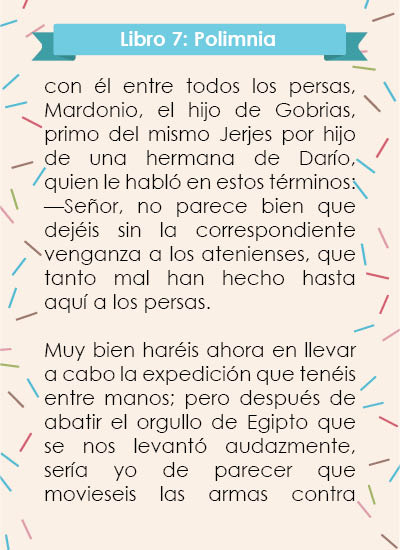 Libro 7: Polimnia
con él entre todos los persas,
Mardonio, el hijo de Gobrias,
primo del mismo Jerjes por hijo
de una hermana de Darío,
quien le habló en estos términos:
—Señor, no parece bien que
dejéis sin la correspondiente
venganza a los atenienses, que
tanto mal han hecho hasta
aquí a los persas.
Muy bien haréis ahora en llevar
a cabo la expedición que tenéis
entre manos; pero después de
abatir el orgullo de Egipto que
se nos levantó audazmente,
sería yo de parecer que
movieseis las armas contra